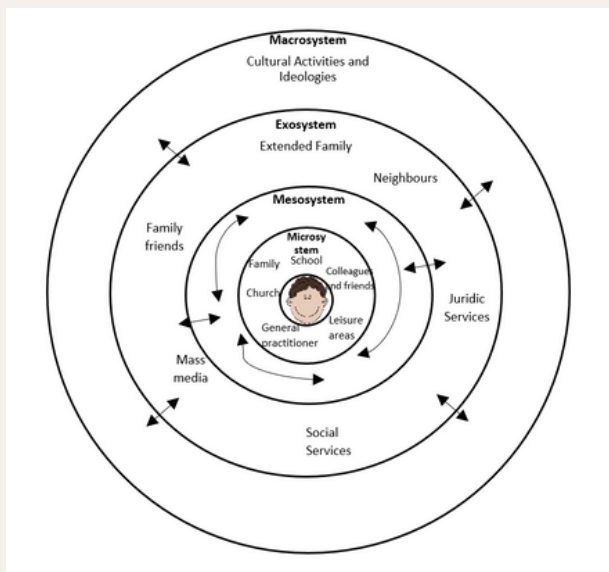 Macrosystem
Cultural Activities and
Ideologies
Exosystem
Extended Family
Neighbours
Mesosystem
Family
friends
Microsy
stem
School
Family
Colleagues
and friends
Church
Leisure
areas
General
practitioner
Juridic
Services
Mass
media
Social
Services